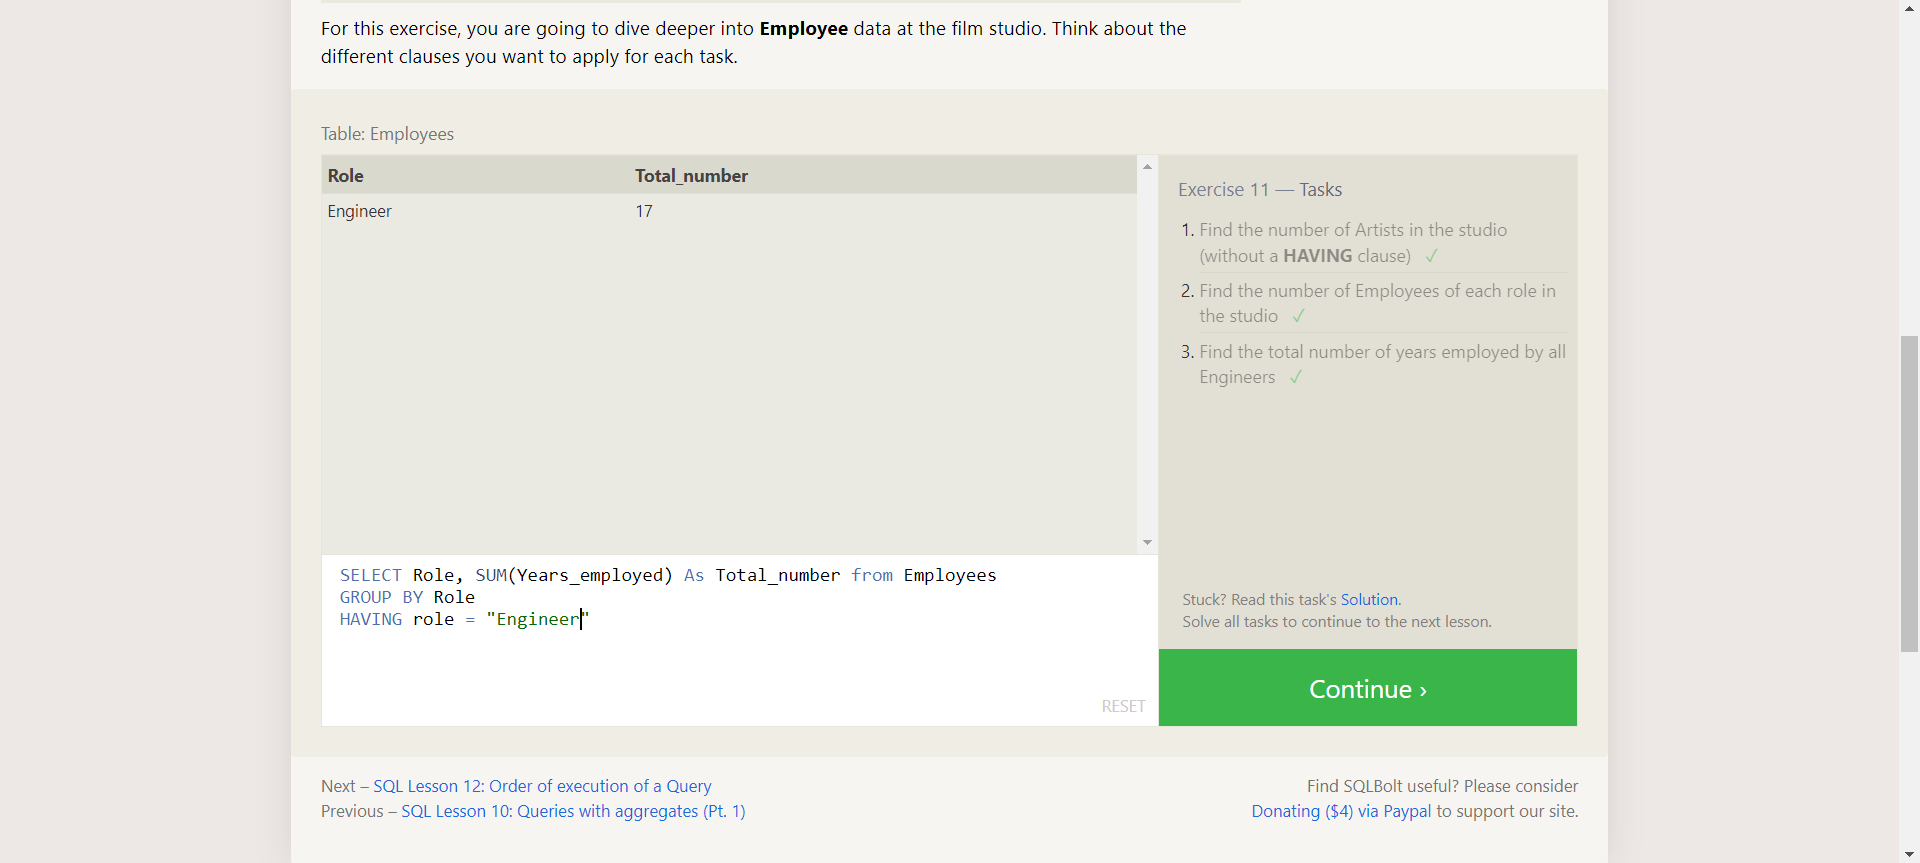 For this exercise, you are going to dive deeper into Employee data at the film studio. Think about the
different clauses you want to apply for each task.
Table: Employees
Role Total_number
Engineer 17
Exercise 11 — Tasks
1. Find the number of Artists in the studio
(without a HAVING clause) ✓
2. Find the number of Employees of each role in
the studio ✓
3. Find the total number of years employed by all
Engineers ✓
SELECT Role, SUM(Years_employed) As Total_number from Employees
GROUP BY Role
HAVING role = "Engineer"
RESET
Stuck? Read this task's Solution.
Solve all tasks to continue to the next lesson.
Continue ›
Next – SQL Lesson 12: Order of execution of a Query
Previous – SQL Lesson 10: Queries with aggregates (Pt. 1)
Find SQLBolt useful? Please consider
Donating ($4) via Paypal to support our site.